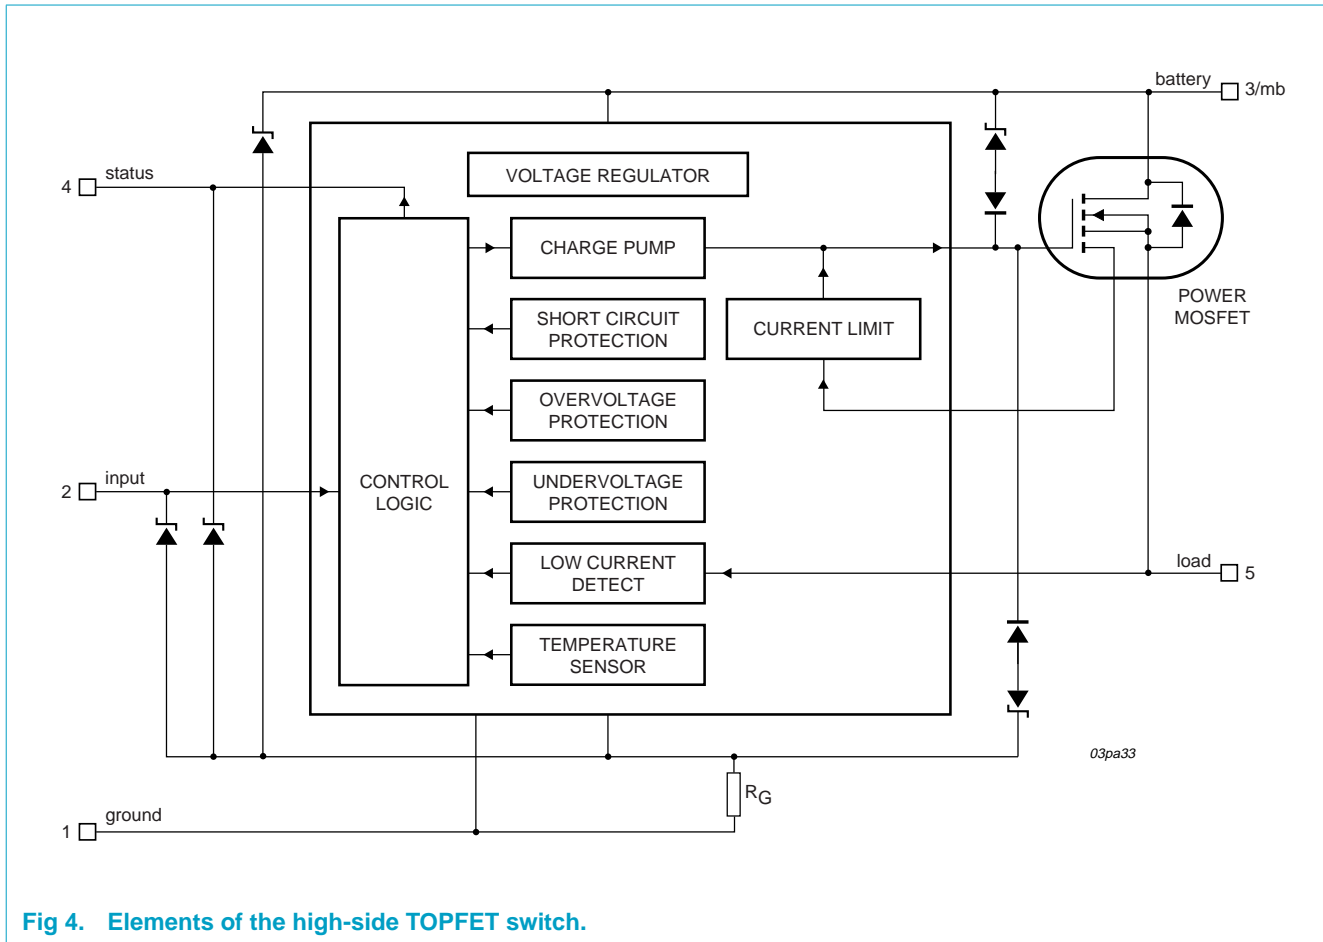 battery
3/mb
4
status
VOLTAGE REGULATOR
CHARGE PUMP
POWER
MOSFET
SHORT CIRCUIT
PROTECTION
CURRENT LIMIT
OVERVOLTAGE
PROTECTION
2
input
CONTROL
LOGIC
UNDERVOLTAGE
PROTECTION
LOW CURRENT
DETECT
load
5
TEMPERATURE
SENSOR
03pa33
RG
1
ground
Fig 4. Elements of the high-side TOPFET switch.